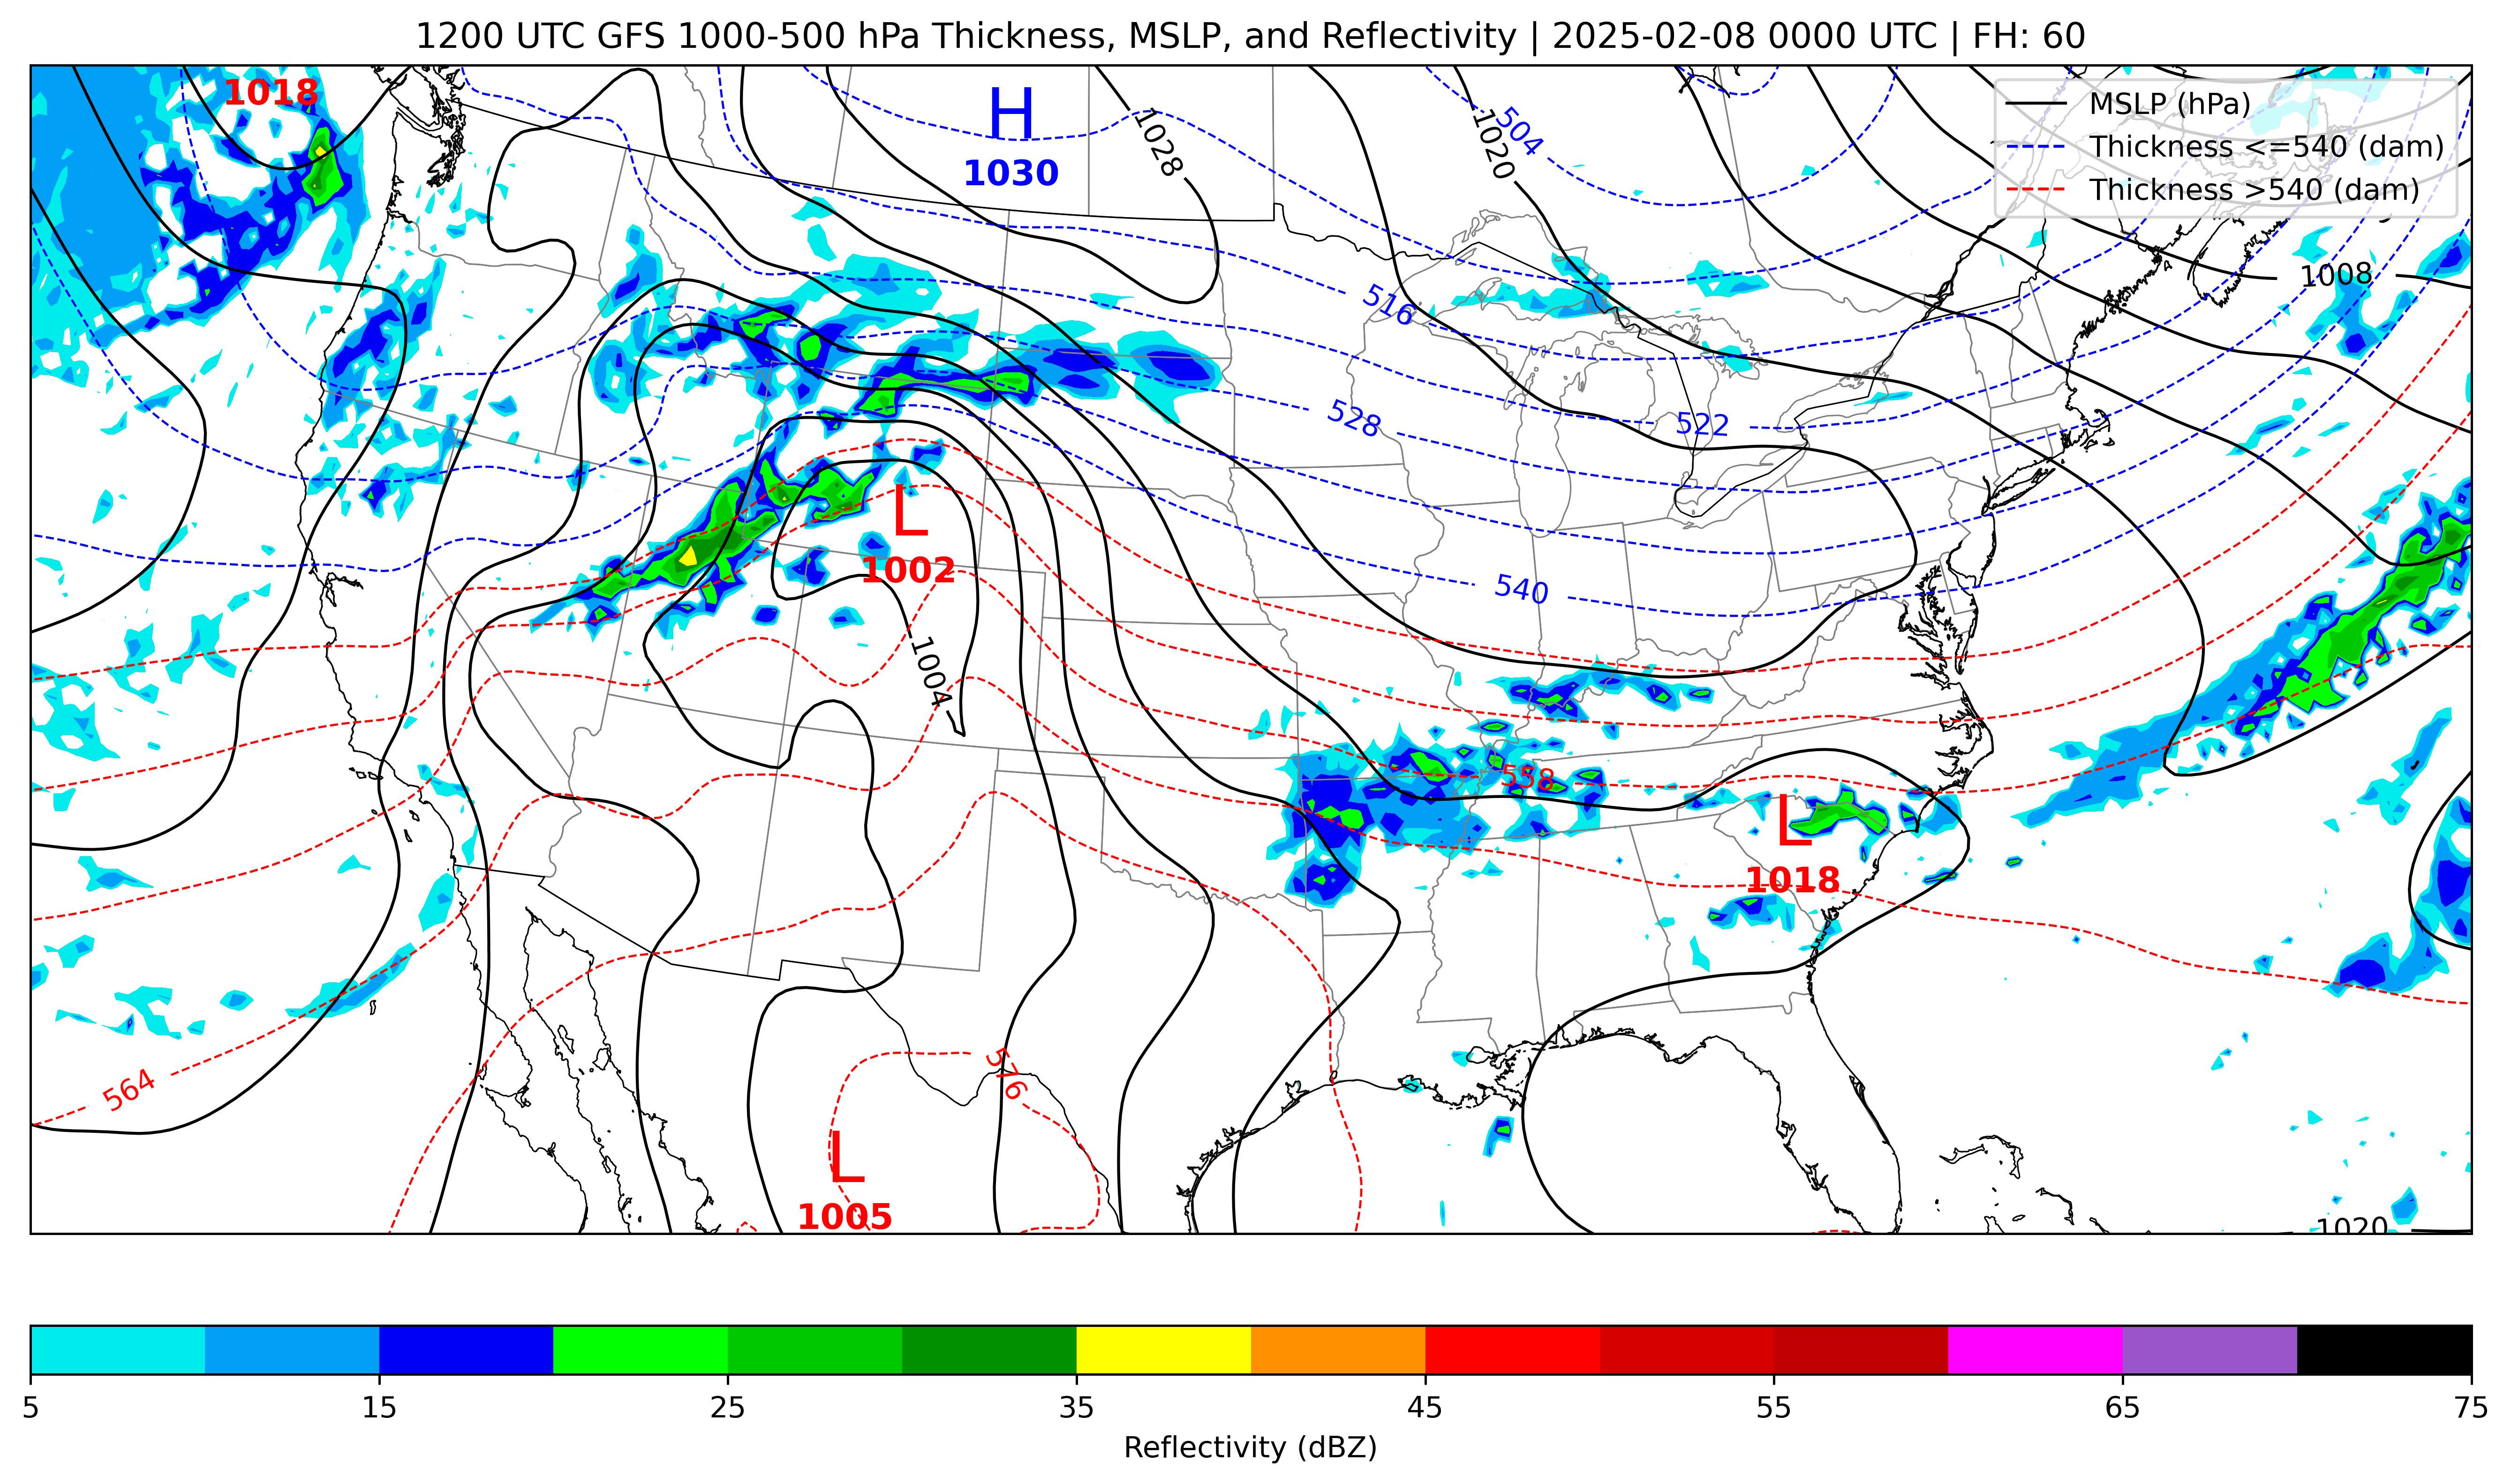 1200 UTC GFS 1000-500 hPa Thickness, MSLP, and Reflectivity | 2025-02-08 0000 UTC | FH: 60
1018
H
1030
1028
1020
504
MSLP (hPa)
Thickness <=540 (dam)
Thickness >540 (dam)
1008
516
528
522
L
1002
540
1004
558
L
1018
564
576
L
1005
1020
5 15 25 35 45 55 65 75
Reflectivity (dBZ)